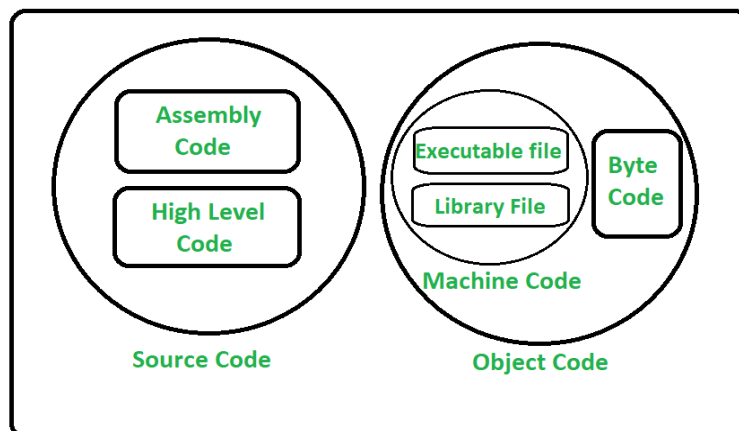 Assembly
Code
High Level
Code
Source Code
Executable file
Library File
Machine Code
Byte
Code
Object Code